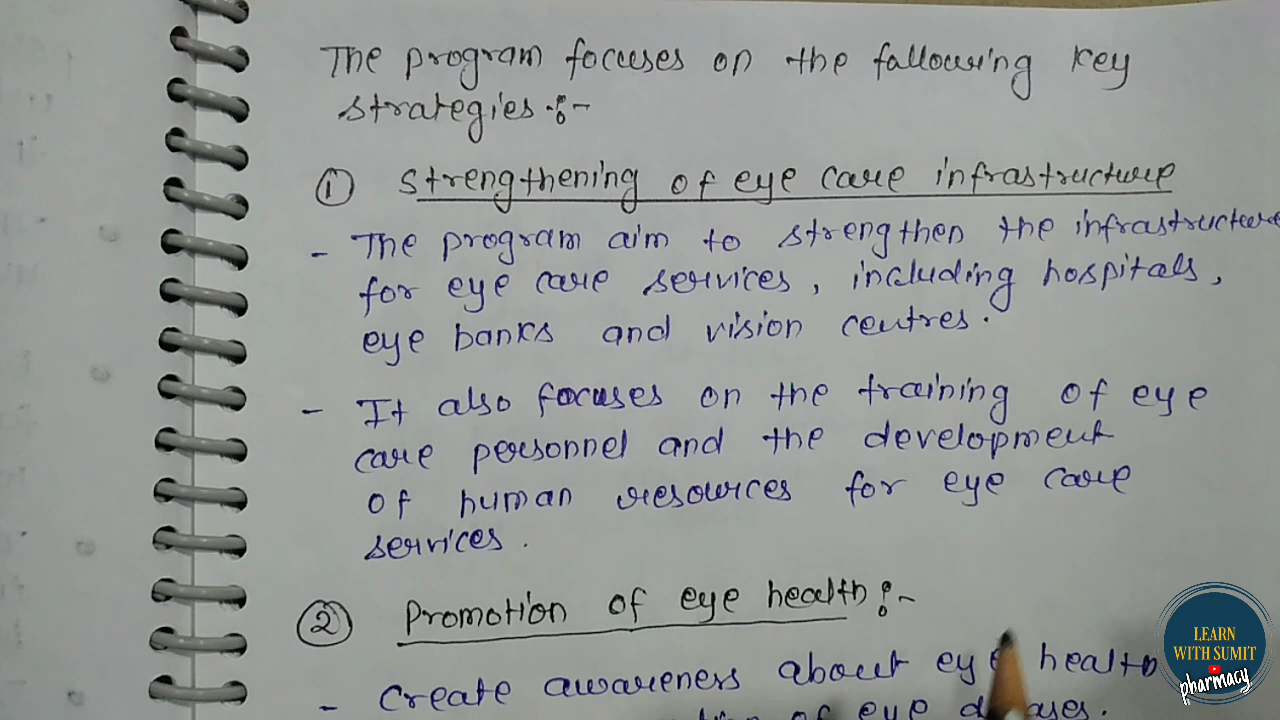 The program focuses on the following key
strategies :-
① Strengthening of eye care infrastructure
- The program aim to strengthen the infrastructure
for eye care services, including hospitals,
eye banks and vision centres.
- It also focuses on the training of eye
care personnel and the development
of human resources for eye care
services.
② Promotion of eye health :-
- Create awareness about eye health
of eye
LEARN
WITH SUMIT
pharmacy